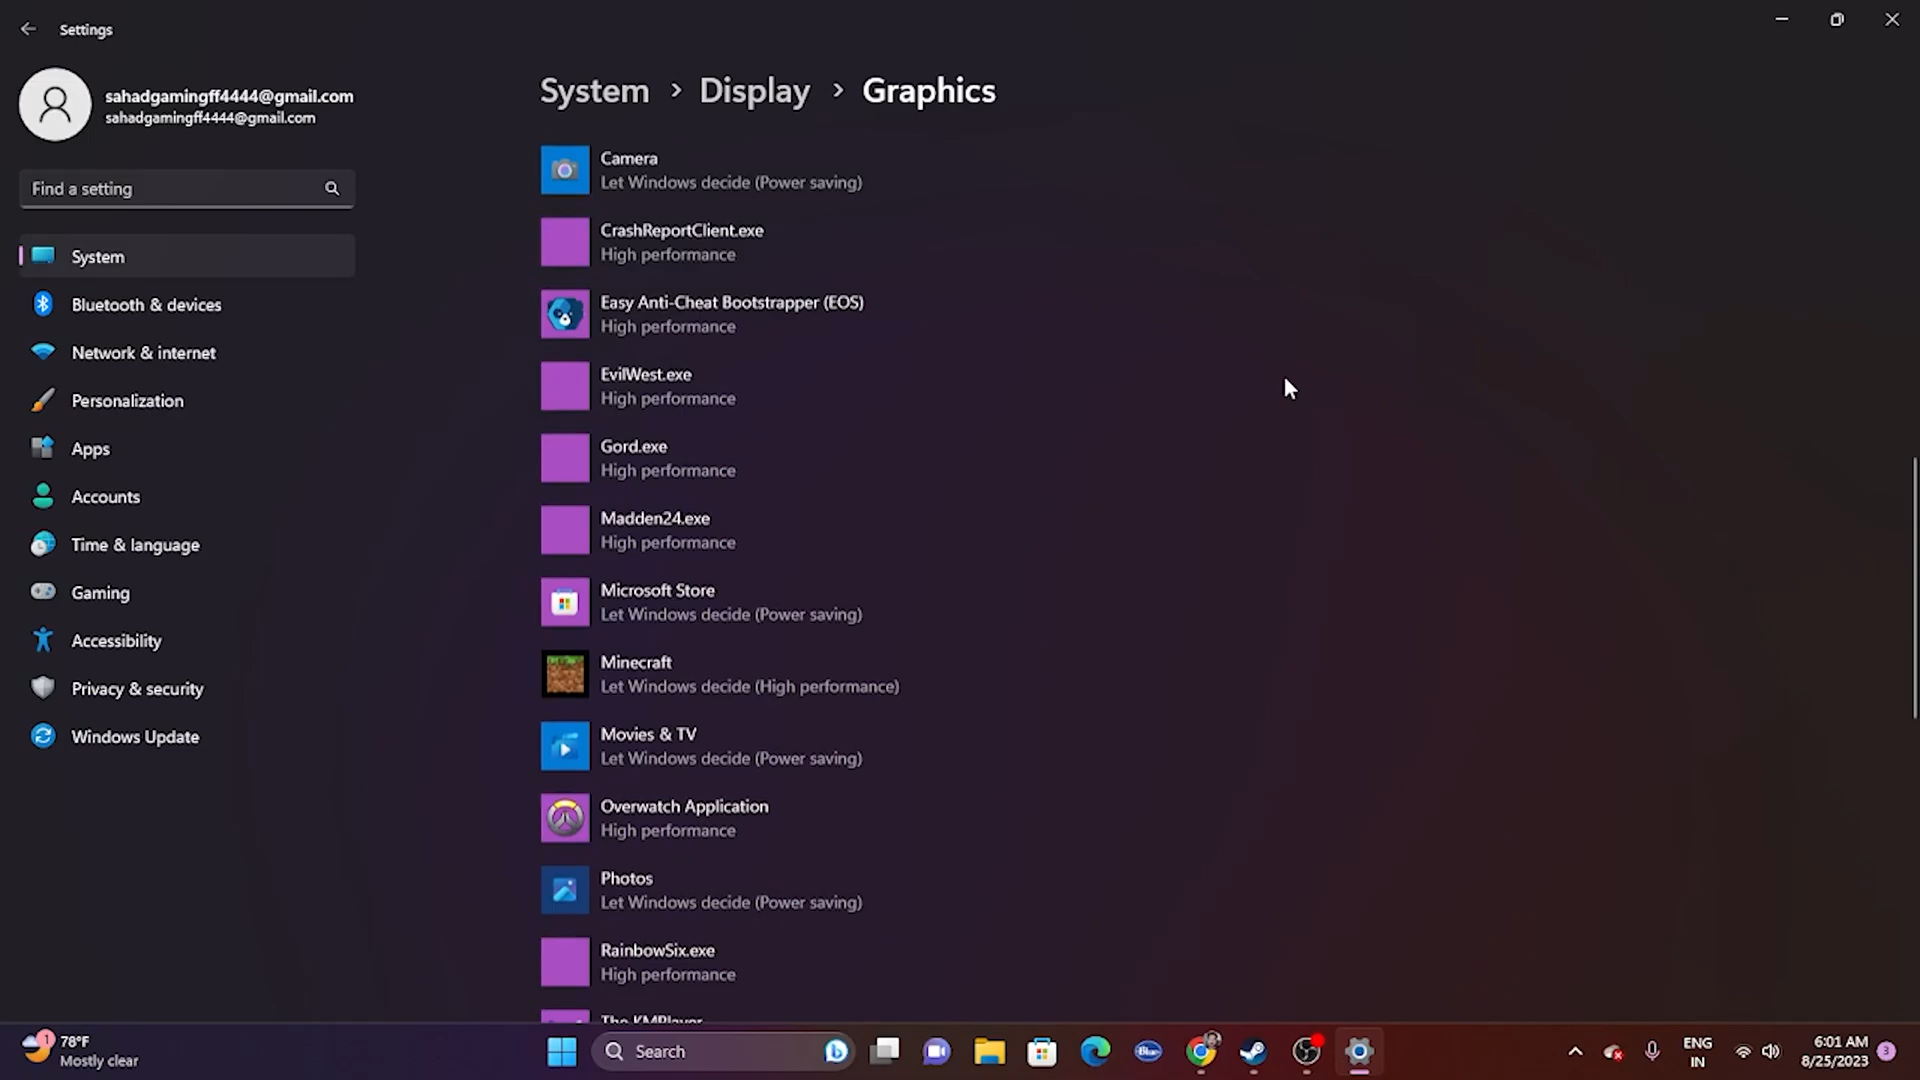 Settings
sahadgamingff4444@gmail.com
sahadgamingff4444@gmail.com
Find a setting
System
Bluetooth & devices
Network & internet
Personalization
Apps
Accounts
Time & language
Gaming
Accessibility
Privacy & security
Windows Update
System > Display > Graphics
Camera
Let Windows decide (Power saving)
CrashReportClient.exe
High performance
Easy Anti-Cheat Bootstrapper (EOS)
High performance
EvilWest.exe
High performance
Gord.exe
High performance
Madden24.exe
High performance
Microsoft Store
Let Windows decide (Power saving)
Minecraft
Let Windows decide (High performance)
Movies & TV
Let Windows decide (Power saving)
Overwatch Application
High performance
Photos
Let Windows decide (Power saving)
RainbowSix.exe
High performance
The KMPlayer
1
78°F
Mostly clear
Search
Blue
ENG
IN
6:01 AM
8/25/2023
3